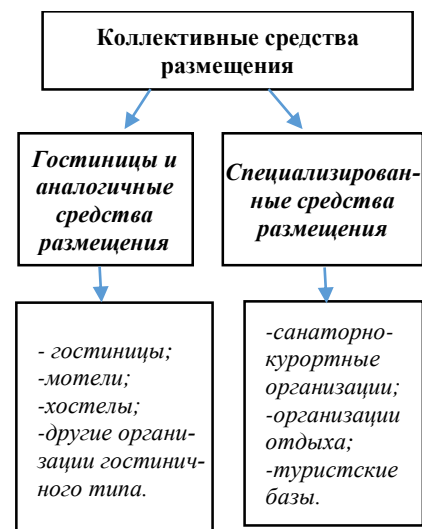 Коллективные средства
размещения
Гостиницы и
аналогичные
средства
размещения
Специализирован-
ные средства
размещения
- гостиницы;
-мотели;
-хостелы;
-другие органи-
зации гостинич-
ного типа.
-санаторно-
курортные
организации;
-организации
отдыха;
-туристские
базы.